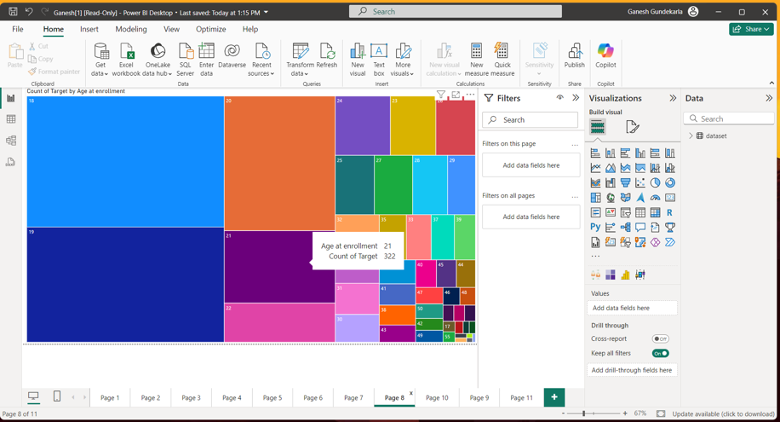 Ganesh[1] [Read-Only] - Power BI Desktop • Last saved: Today at 1:15 PM
Search
Ganesh Gundekarla
File Home Insert Modeling View Optimize Help
Share
Paste
Cut
Copy
Format painter
Clipboard
Get data
Excel workbook
OneLake data hub
SQL Server
Enter data
Dataverse
Recent sources
Data
Transform data
Refresh
Queries
New visual
Text box
More visuals
Insert
New visual calculation
New measure
Quick measure
Calculations
Sensitivity
Sensitivity
Publish
Share
Copilot
Copilot
Count of Target by Age at enrollment
18
19
20
21
22
24
23
25
27
28
29
32
35
33
37
39
Age at enrollment 21
Count of Target 322
31
30
41
38
43
40
45
44
47
46
48
50
42
49
17
53
Filters
Search
Filters on this page
...
Add data fields here
Filters on all pages
...
Add data fields here
Visualizations
Build visual
R
Py
...
Values
Add data fields here
Drill through
Cross-report
Off
Keep all filters
On
Add drill-through fields here
Data
Search
dataset
Page 1
Page 2
Page 3
Page 4
Page 5
Page 6
Page 7
Page 8
x
Page 10
Page 9
Page 11
+
Page 8 of 11
67%
Update available (click to download)